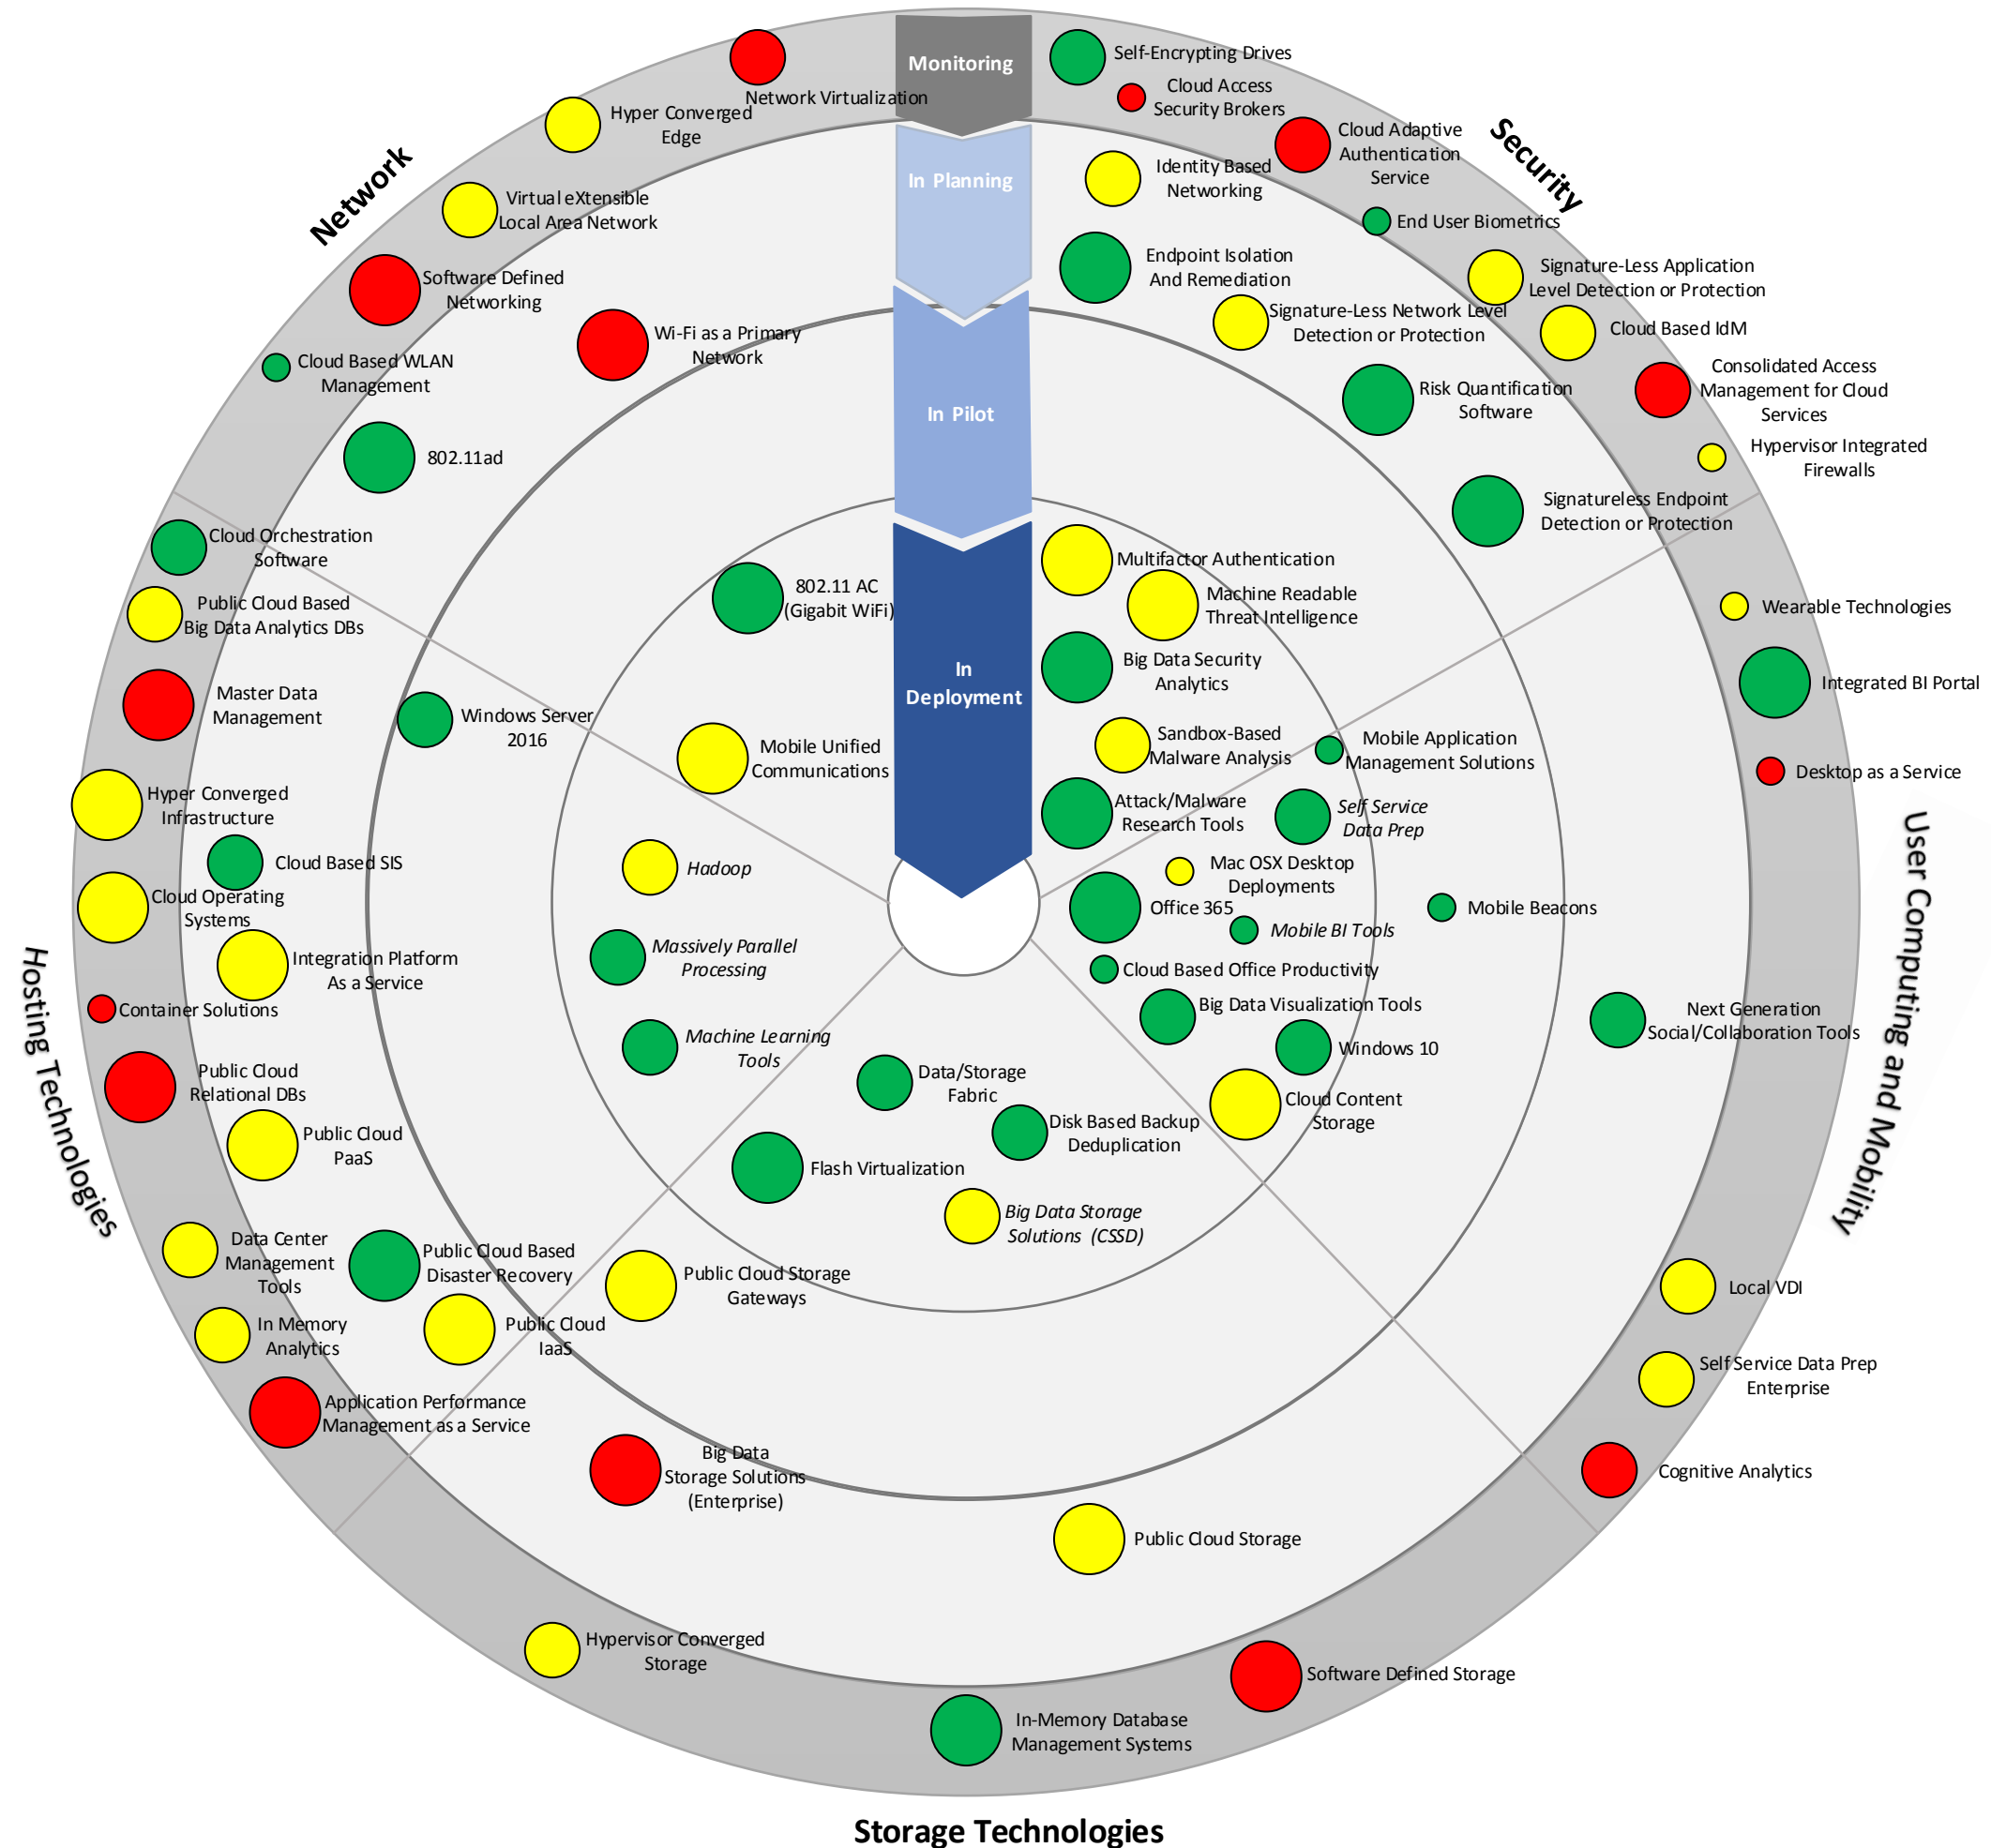 Monitoring
In Planning
In Pilot
In
Deployment
Network
Network Virtualization
Hyper Converged
Edge
Virtual eXtensible
Local Area Network
Software Defined
Networking
Wi-Fi as a Primary
Network
Cloud Based WLAN
Management
802.11ad
802.11 AC
(Gigabit WiFi)
Mobile Unified
Communications
Security
Self-Encrypting Drives
Cloud Access
Security Brokers
Cloud Adaptive
Authentication
Service
Identity Based
Networking
End User Biometrics
Endpoint Isolation
And Remediation
Signature-Less Application
Level Detection or Protection
Signature-Less Network Level
Detection or Protection
Cloud Based IdM
Consolidated Access
Management for Cloud
Services
Risk Quantification
Software
Hypervisor Integrated
Firewalls
Signatureless Endpoint
Detection or Protection
Multifactor Authentication
Machine Readable
Threat Intelligence
Big Data Security
Analytics
Sandbox-Based
Malware Analysis
Attack/Malware
Research Tools
User Computing and Mobility
Wearable Technologies
Integrated BI Portal
Desktop as a Service
Mobile Application
Management Solutions
Self Service
Data Prep
Mac OSX Desktop
Deployments
Office 365
Mobile BI Tools
Mobile Beacons
Cloud Based Office Productivity
Big Data Visualization Tools
Next Generation
Social/Collaboration Tools
Windows 10
Cloud Content
Storage
Local VDI
Self Service Data Prep
Enterprise
Cognitive Analytics
Hosting Technologies
Cloud Orchestration
Software
Public Cloud Based
Big Data Analytics DBs
Master Data
Management
Windows Server
2016
Hyper Converged
Infrastructure
Cloud Based SIS
Cloud Operating
Systems
Integration Platform
As a Service
Container Solutions
Public Cloud
Relational DBs
Public Cloud
PaaS
Hadoop
Massively Parallel
Processing
Machine Learning
Tools
Data Center
Management
Tools
Public Cloud Based
Disaster Recovery
In Memory
Analytics
Public Cloud
IaaS
Application Performance
Management as a Service
Data/Storage
Fabric
Disk Based Backup
Deduplication
Flash Virtualization
Big Data Storage
Solutions (CSSD)
Public Cloud Storage
Gateways
Big Data
Storage Solutions
(Enterprise)
Public Cloud Storage
Hypervisor Converged
Storage
Software Defined Storage
In-Memory Database
Management Systems
Storage Technologies